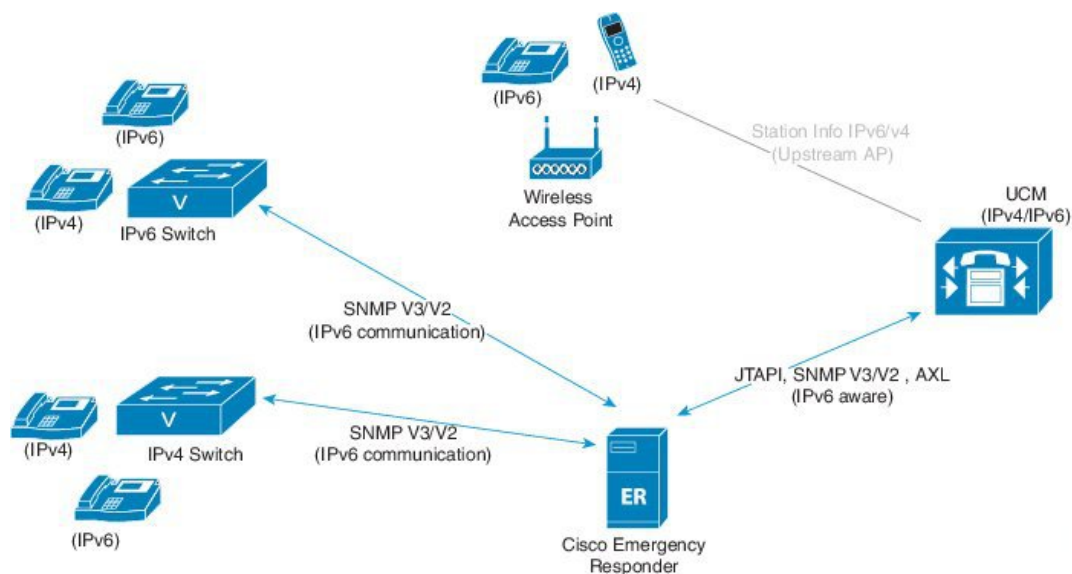 (IPv6)
(IPv4)
V
IPv6 Switch
(IPv6)
(IPv4)
Wireless
Access Point
Station Info IPv6/v4
(Upstream AP)
UCM
(IPv4/IPv6)
SNMP V3/V2
(IPv6 communication)
JTAPI, SNMP V3/V2 , AXL
(IPv6 aware)
(IPv4)
V
IPv4 Switch
(IPv6)
SNMP V3/V2
(IPv6 communication)
ER
Cisco Emergency
Responder